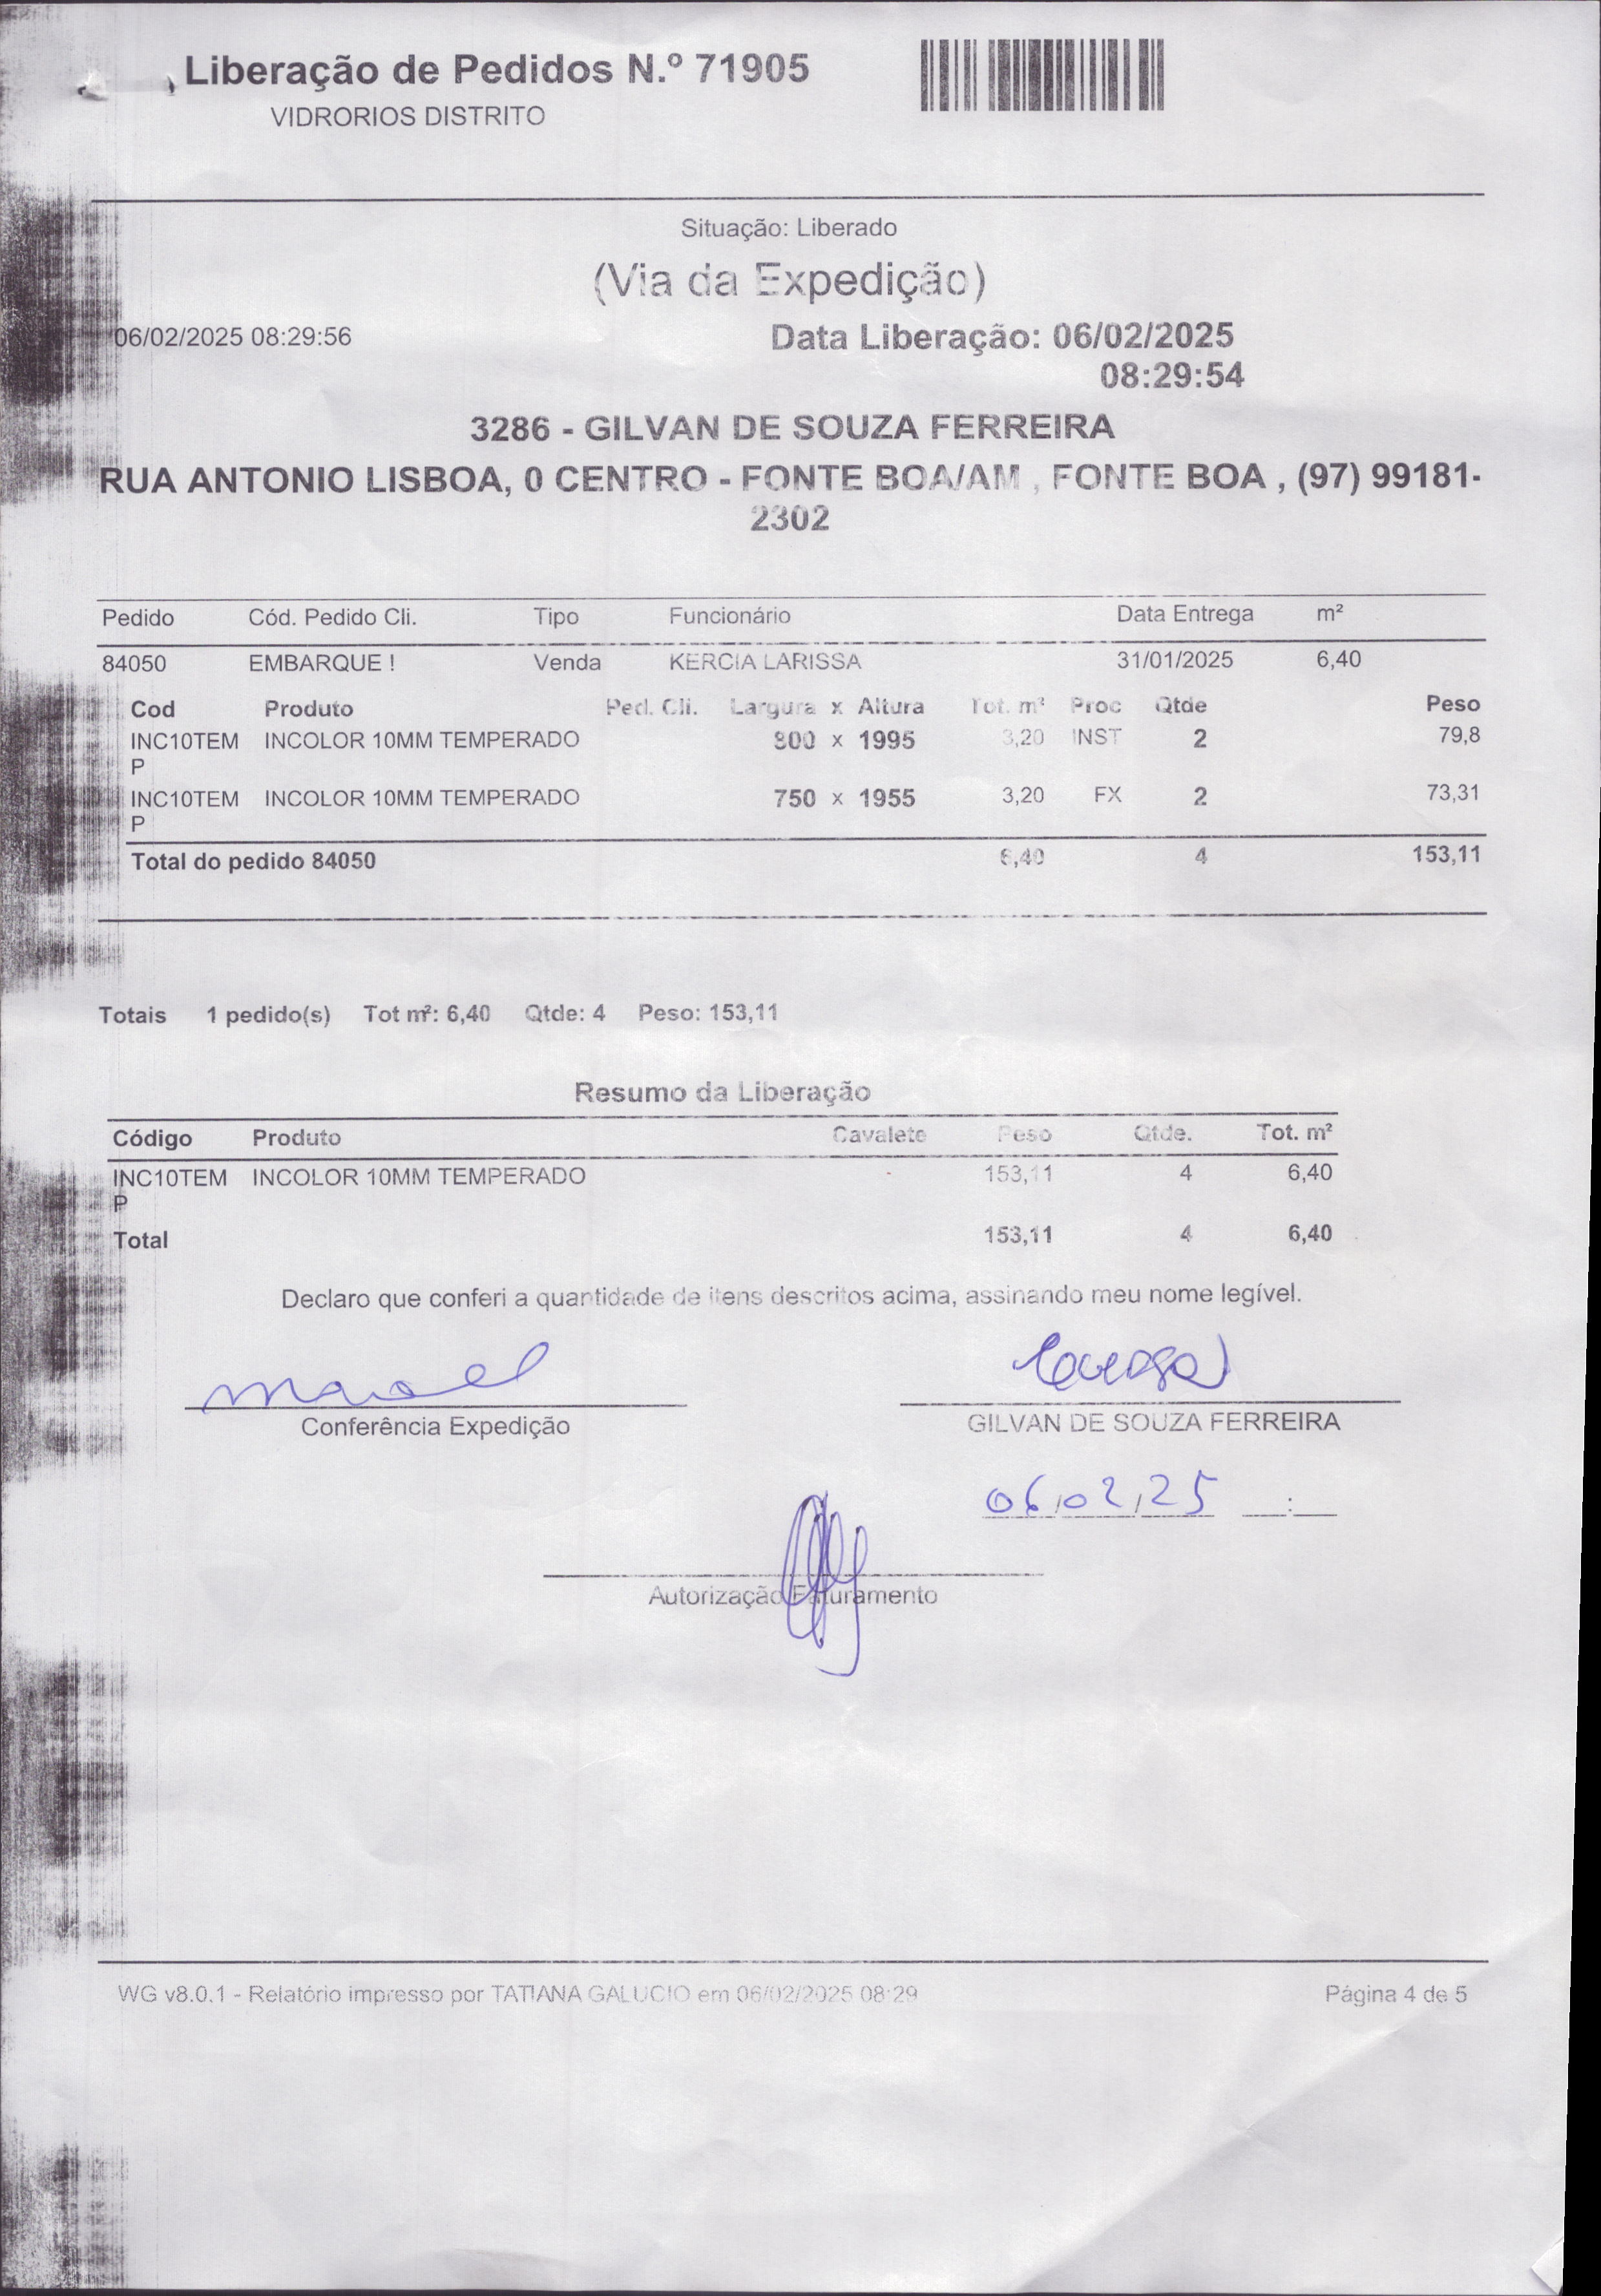 Liberação de Pedidos N.º 71905
VIDRORIOS DISTRITO
Situação: Liberado
(Via da Expedição)
06/02/2025 08:29:56
Data Liberação: 06/02/2025
08:29:54
3286 - GILVAN DE SOUZA FERREIRA
RUA ANTONIO LISBOA, 0 CENTRO - FONTE BOA/AM , FONTE BOA , (97) 99181-
2302
Pedido Cód. Pedido Cli. Tipo Funcionário Data Entrega m²
84050 EMBARQUE ! Venda KERCIA LARISSA 31/01/2025 6,40
Cod Produto Ped. Cli. Largura x Altura Tot. m² Proc Qtde Peso
INC10TEM INCOLOR 10MM TEMPERADO 800 x 1995 3,20 INST 2 79,8
P
INC10TEM INCOLOR 10MM TEMPERADO 750 x 1955 3,20 FX 2 73,31
P
Total do pedido 84050 6,40 4 153,11
Totais 1 pedido(s) Tot m²: 6,40 Qtde: 4 Peso: 153,11
Resumo da Liberação
Código Produto Cavalete Peso Qtde. Tot. m²
INC10TEM INCOLOR 10MM TEMPERADO 153,11 4 6,40
P
Total 153,11 4 6,40
Declaro que conferi a quantidade de itens descritos acima, assinando meu nome legível.
Conferência Expedição
GILVAN DE SOUZA FERREIRA
06/02/25 __:__
Autorização Faturamento
WG v8.0.1 - Relatório impresso por TATIANA GALUCIO em 06/02/2025 08:29
Página 4 de 5